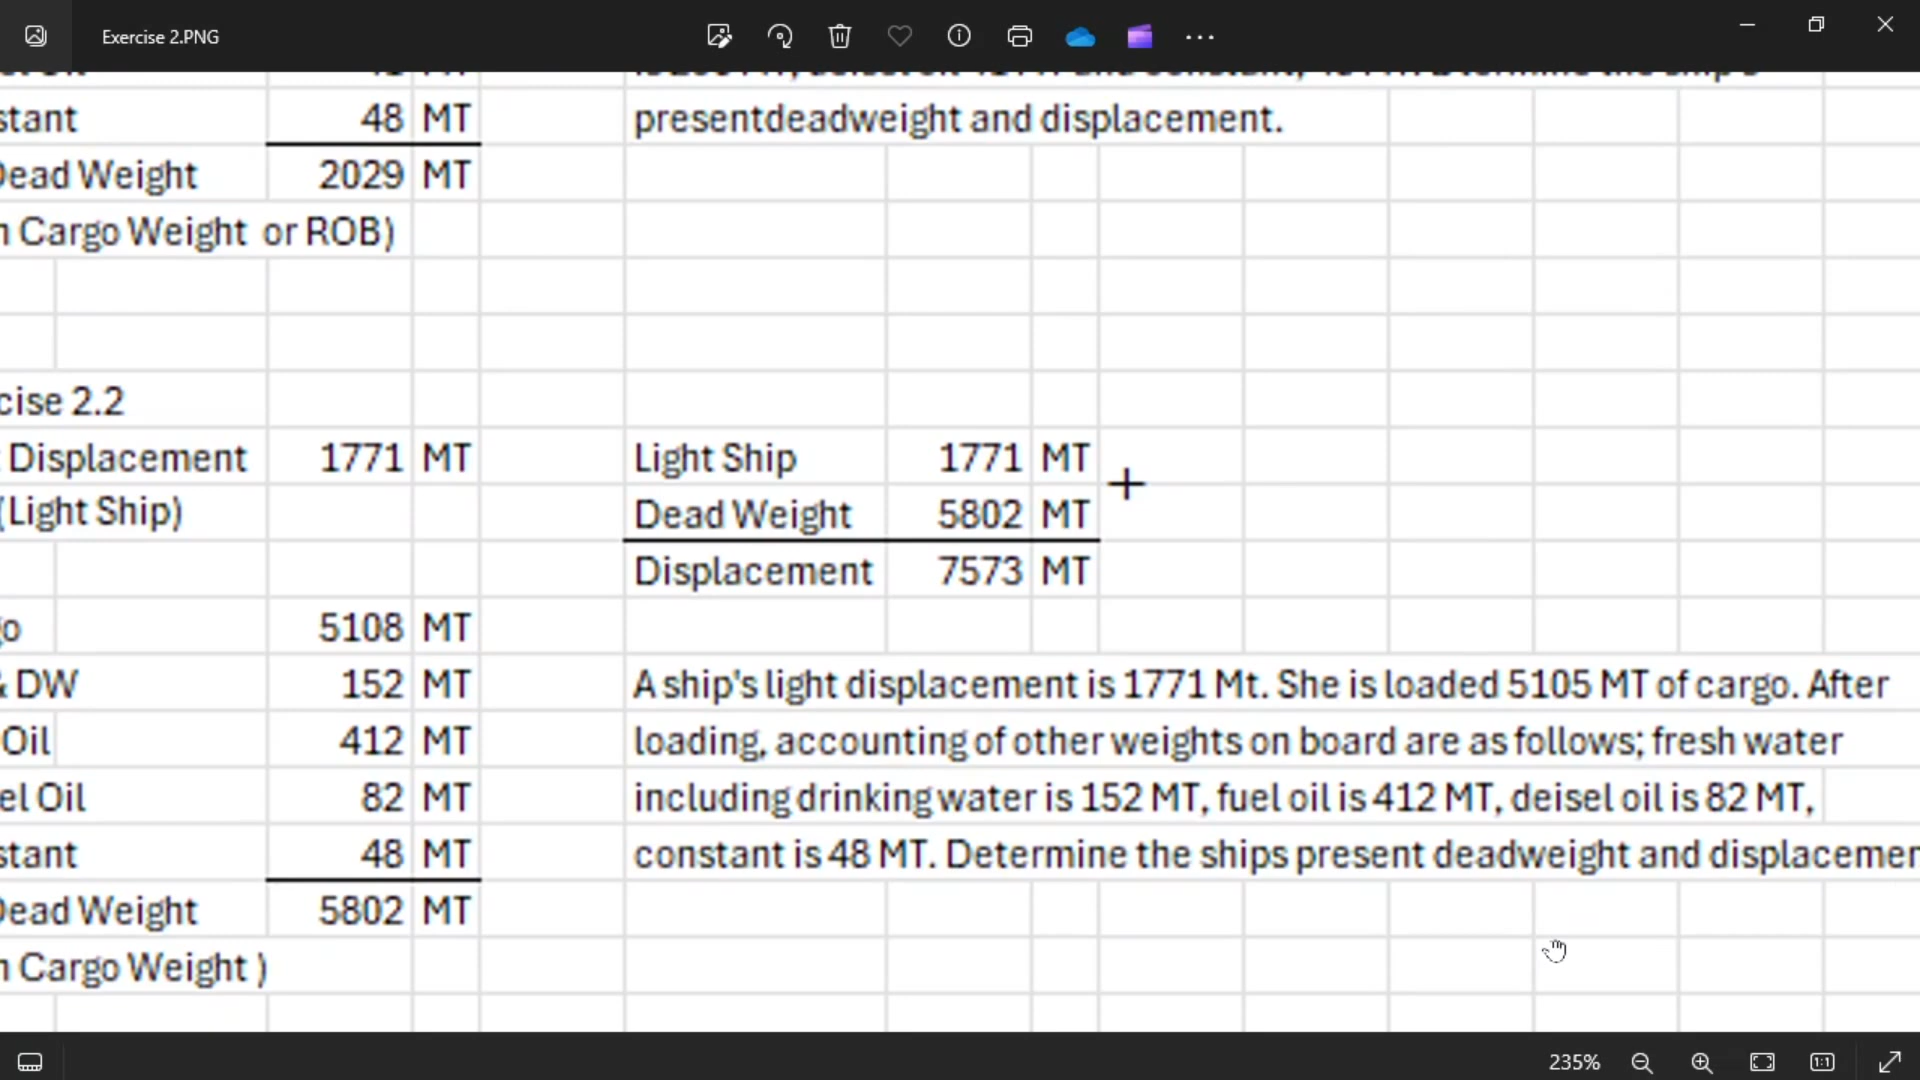 Exercise 2.PNG
stant 48 MT presentdeadweight and displacement.
Dead Weight 2029 MT
n Cargo Weight or ROB)
cise 2.2
Displacement 1771 MT Light Ship 1771 MT
+
(Light Ship) Dead Weight 5802 MT
Displacement 7573 MT
go 5108 MT
& DW 152 MT A ship's light displacement is 1771 Mt. She is loaded 5105 MT of cargo. After
Oil 412 MT loading, accounting of other weights on board are as follows; fresh water
el Oil 82 MT including drinking water is 152 MT, fuel oil is 412 MT, deisel oil is 82 MT,
stant 48 MT constant is 48 MT. Determine the ships present deadweight and displacemen
Dead Weight 5802 MT
n Cargo Weight )
235%
1:1